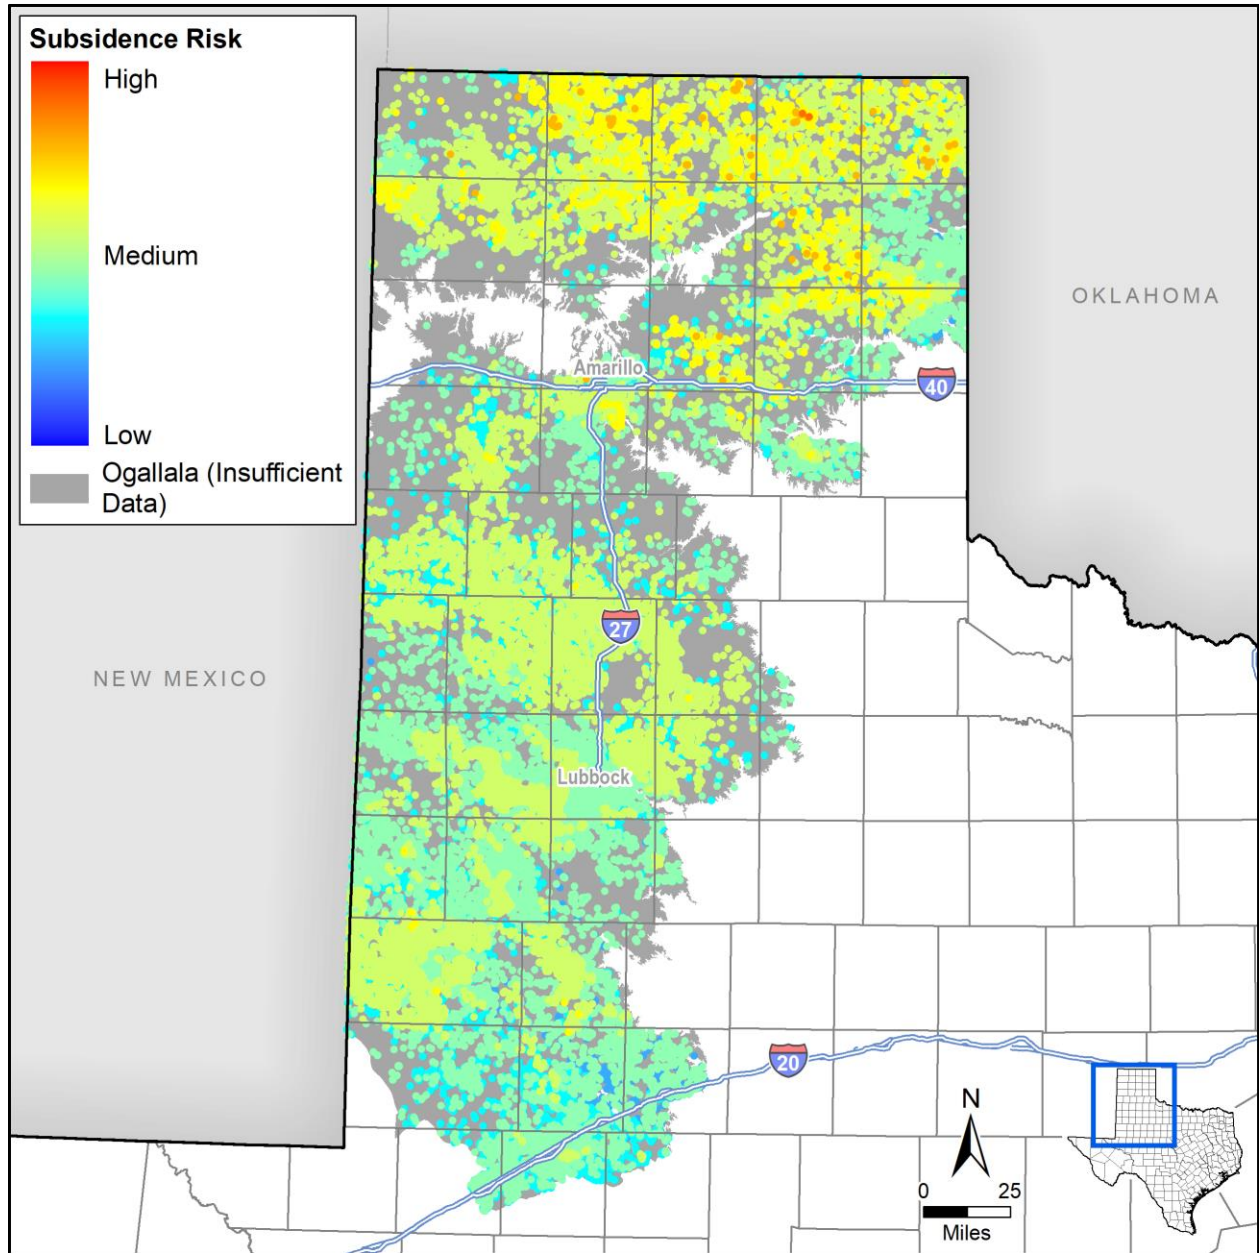 Subsidence Risk
High
Medium
Low
Ogallala (Insufficient
Data)
OKLAHOMA
Amarillo
40
27
NEW MEXICO
Lubbock
20
N
0 25
Miles